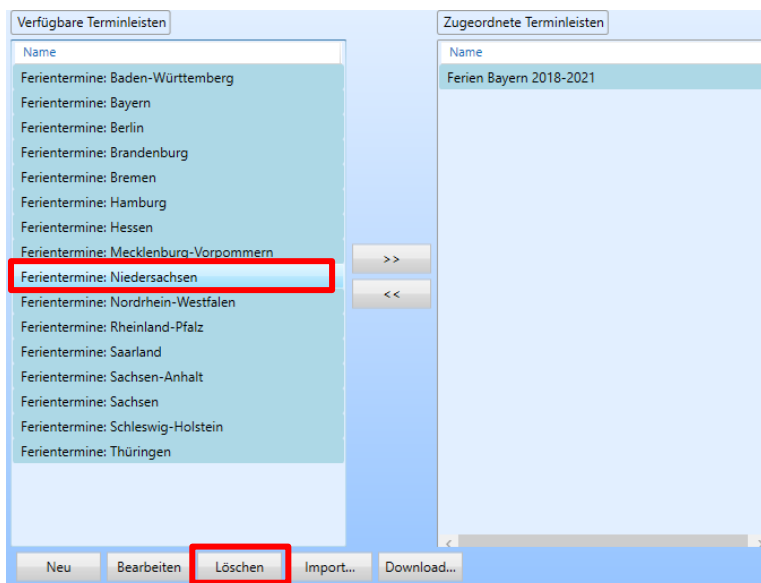 Verfügbare Terminleisten
Name
Ferientermine: Baden-Württemberg
Ferientermine: Bayern
Ferientermine: Berlin
Ferientermine: Brandenburg
Ferientermine: Bremen
Ferientermine: Hamburg
Ferientermine: Hessen
Ferientermine: Mecklenburg-Vorpommern
Ferientermine: Niedersachsen
Ferientermine: Nordrhein-Westfalen
Ferientermine: Rheinland-Pfalz
Ferientermine: Saarland
Ferientermine: Sachsen-Anhalt
Ferientermine: Sachsen
Ferientermine: Schleswig-Holstein
Ferientermine: Thüringen
>>
<<
Zugeordnete Terminleisten
Name
Ferien Bayern 2018-2021
Neu Bearbeiten Löschen Import... Download...